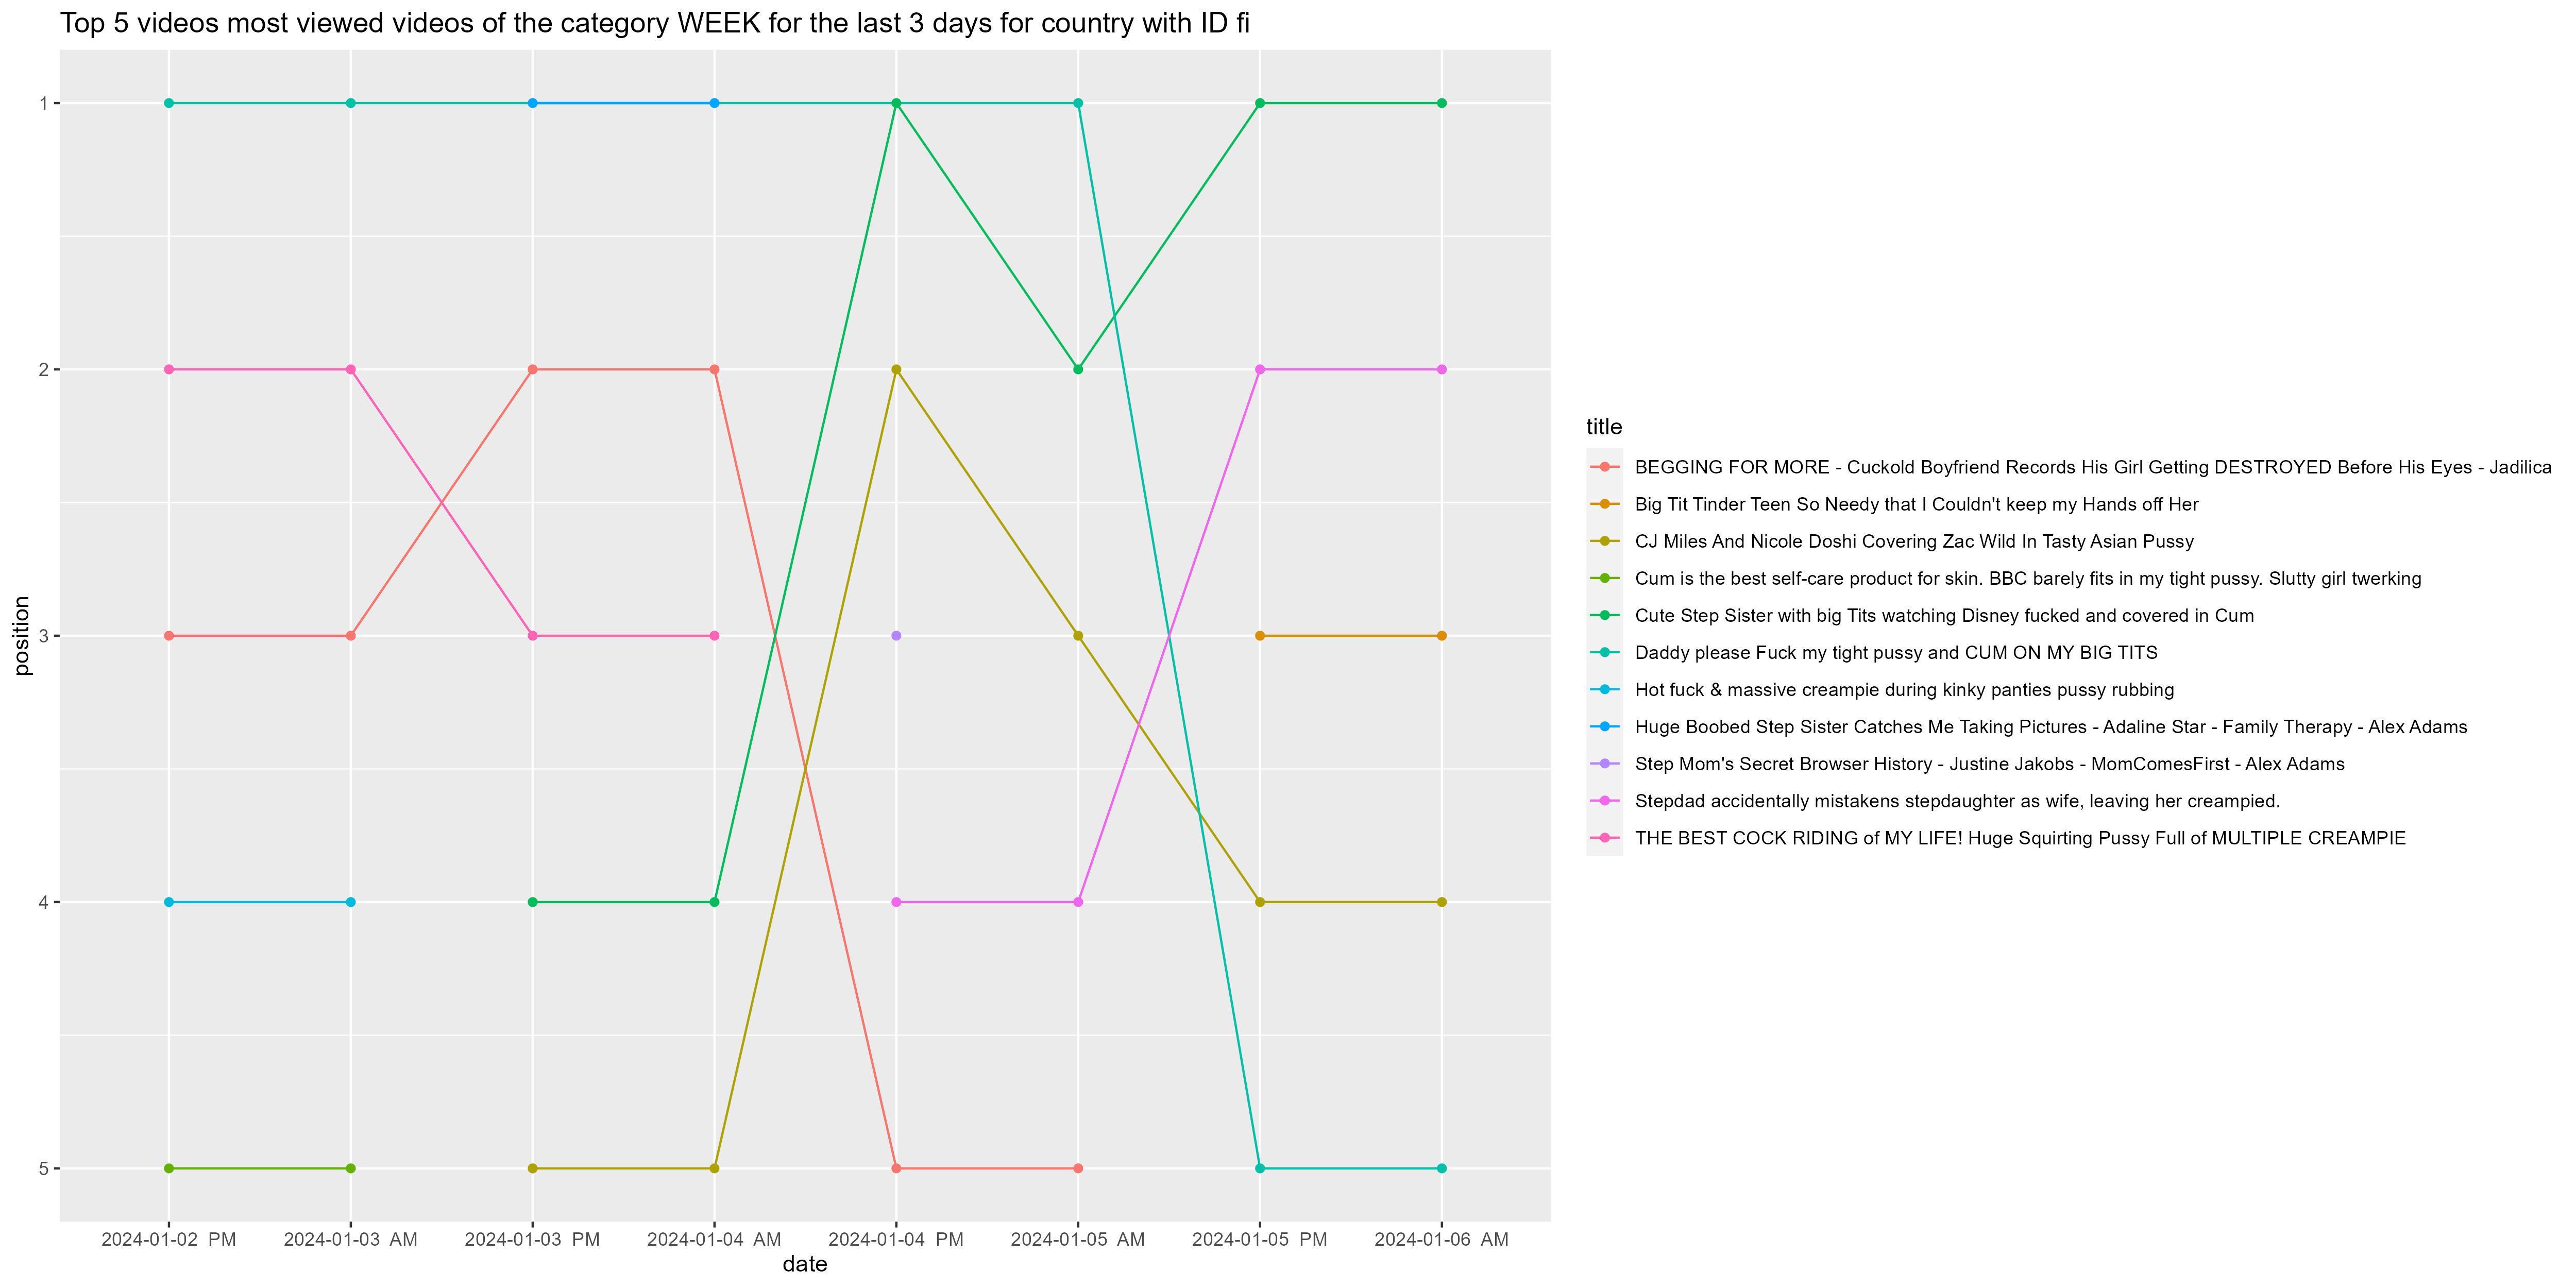 Top 5 videos most viewed videos of the category WEEK for the last 3 days for country with ID fi
1
2
3
4
5
position
2024-01-02 PM
2024-01-03 AM
2024-01-03 PM
2024-01-04 AM
2024-01-04 PM
2024-01-05 AM
2024-01-05 PM
2024-01-06 AM
date
title
BEGGING FOR MORE - Cuckold Boyfriend Records His Girl Getting DESTROYED Before His Eyes - Jadilica
Big Tit Tinder Teen So Needy that I Couldn't keep my Hands off Her
CJ Miles And Nicole Doshi Covering Zac Wild In Tasty Asian Pussy
Cum is the best self-care product for skin. BBC barely fits in my tight pussy. Slutty girl twerking
Cute Step Sister with big Tits watching Disney fucked and covered in Cum
Daddy please Fuck my tight pussy and CUM ON MY BIG TITS
Hot fuck & massive creampie during kinky panties pussy rubbing
Huge Boobed Step Sister Catches Me Taking Pictures - Adaline Star - Family Therapy - Alex Adams
Step Mom's Secret Browser History - Justine Jakobs - MomComesFirst - Alex Adams
Stepdad accidentally mistakens stepdaughter as wife, leaving her creampied.
THE BEST COCK RIDING of MY LIFE! Huge Squirting Pussy Full of MULTIPLE CREAMPIE